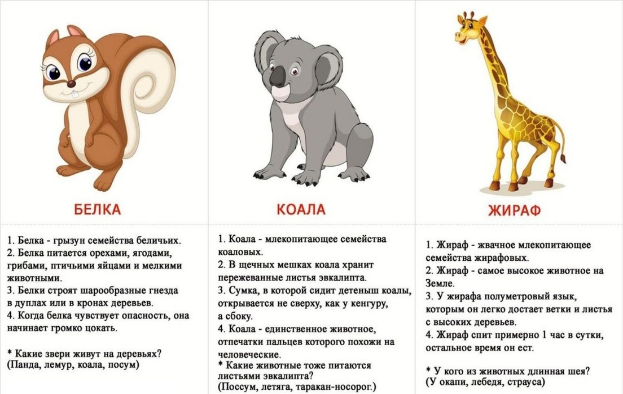 БЕЛКА
1. Белка - грызун семейства беличьих.
2. Белка питается орехами, ягодами,
грибами, птичьими яйцами и мелкими
животными.
3. Белки строят шарообразные гнезда
в дуплах или в кронах деревьев.
4. Когда белка чувствует опасность, она
начинает громко цокать.
* Какие звери живут на деревьях?
(Панда, лемур, коала, посум)
КОАЛА
1. Коала - млекопитающее семейства
коаловых.
2. В щечных мешках коала хранит
пережеванные листья эвкалипта.
3. Сумка, в которой сидит детеныш коалы,
открывается не сверху, как у кенгуру,
а сбоку.
4. Коала - единственное животное,
отпечатки пальцев которого похожи на
человеческие.
* Какие животные тоже питаются
листьями эвкалипта?
(Поссум, летяга, таракан-носорог.)
ЖИРАФ
1. Жираф - жвачное млекопитающее
семейства жирафовых.
2. Жираф - самое высокое животное на
Земле.
3. У жирафа полуметровый язык,
которым он легко достает ветки и листья
с высоких деревьев.
4. Жираф спит примерно 1 час в сутки,
остальное время он ест.
* У кого из животных длинная шея?
(У окапи, лебедя, страуса)